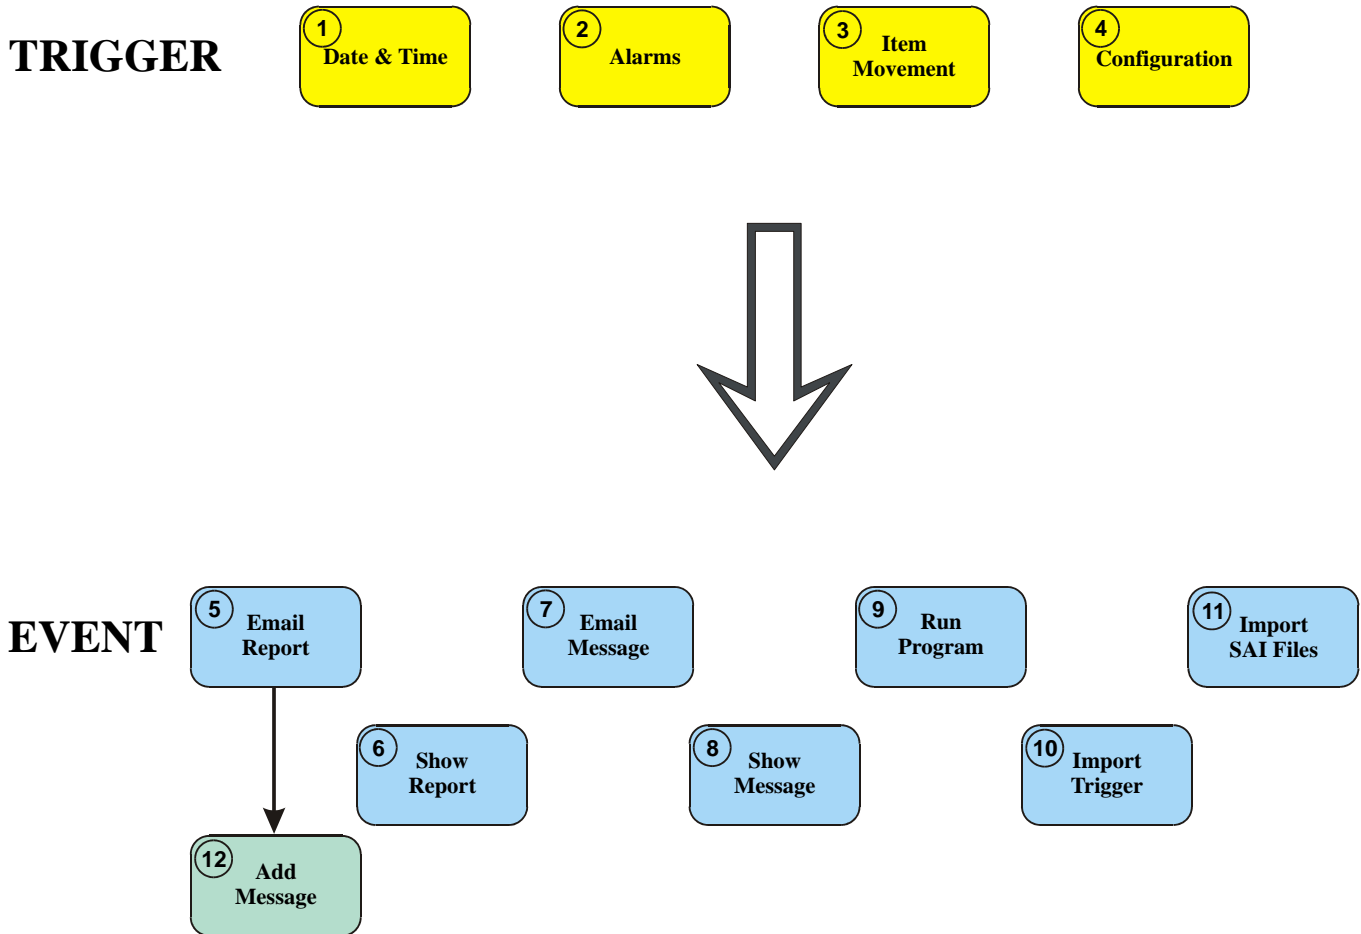 TRIGGER
1
Date & Time
2
Alarms
3
Item
Movement
4
Configuration
EVENT
5
Email
Report
7
Email
Message
9
Run
Program
11
Import
SAI Files
6
Show
Report
8
Show
Message
10
Import
Trigger
12
Add
Message